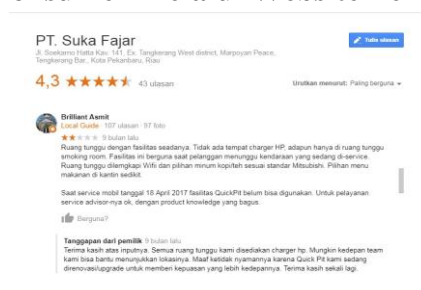 PT. Suka Fajar
Tulis ulasan
Jl. Soekarno Hatta Kav. 141, Ex. Tangkerang West district, Marpoyan Peace,
Tengkerang Bar., Kota Pekanbaru, Riau
4,3 43 ulasan
Urutkan menurut: Paling berguna
Brilliant Asmit
Local Guide · 107 ulasan · 97 foto
9 bulan lalu
Ruang tunggu dengan fasilitas seadanya. Tidak ada tempat charger HP, adapun hanya di ruang tunggu
smoking room. Fasilitas ini berguna saat pelanggan menunggu kendaraan yang sedang di-service.
Ruang tunggu dilengkapi Wifi dan pilihan minum kopi/teh sesuai standar Mitsubishi. Pilihan menu
makanan di kantin sedikit.
Saat service mobil tanggal 18 April 2017 fasilitas QuickPit belum bisa digunakan. Untuk pelayanan
service advisor-nya ok, dengan product knowledge yang bagus.
Berguna?
Tanggapan dari pemilik 9 bulan lalu
Terima kasih atas inputnya. Semua ruang tunggu kami disediakan charger hp. Mungkin kedepan team
kami bisa bantu menunjukkan lokasinya. Maaf ketidak nyamannya karena Quick Pit kami sedang
direnovasi/upgrade untuk memberi kepuasan yang lebih kedepannya. Terima kasih sekali lagi.